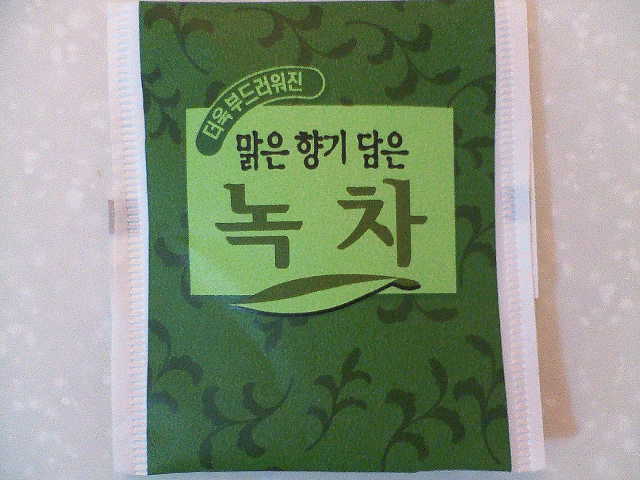 더욱 부드러워진
맑은 향기 담은
녹차